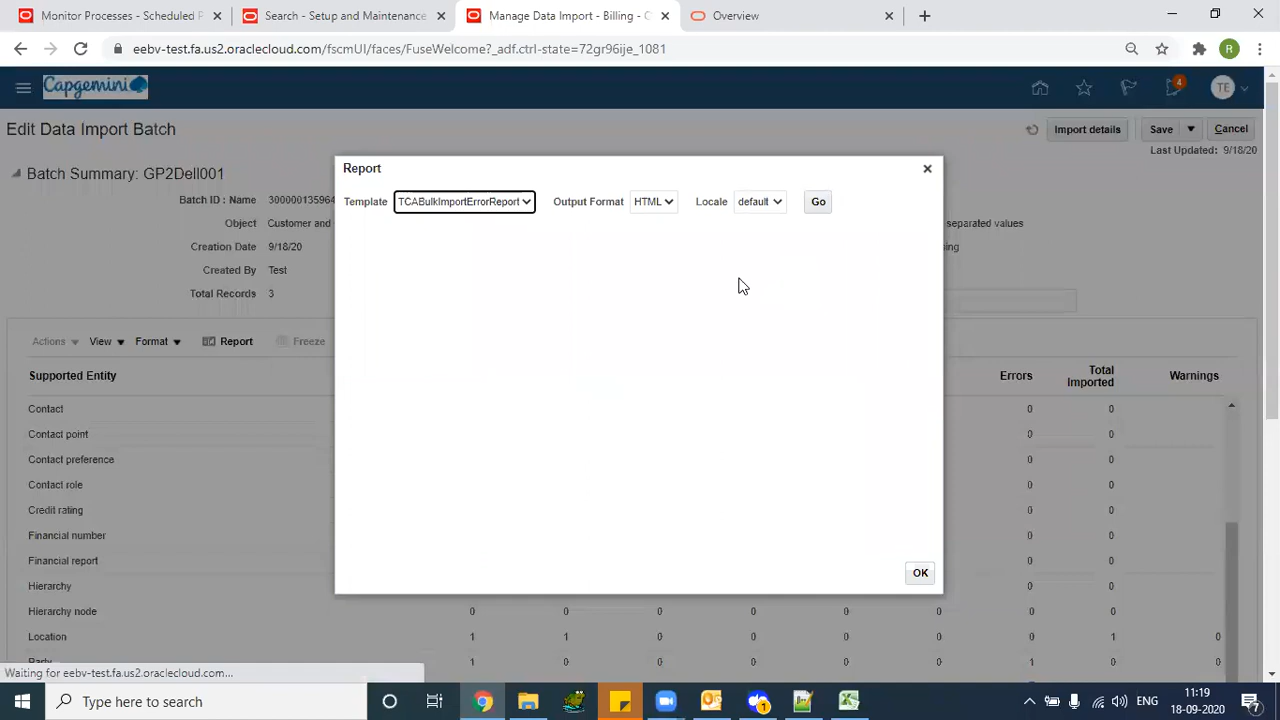 Monitor Processes - Scheduled P
Search - Setup and Maintenance
Manage Data Import - Billing - C
Overview
eebv-test.fa.us2.oraclecloud.com/fscmUI/faces/FuseWelcome?_adf.ctrl-state=72gr96ije_1081
R
Capgemini
4
TE
Edit Data Import Batch
Import details
Save
Cancel
Last Updated: 9/18/20
Batch Summary: GP2Dell001
Batch ID : Name 300000135964
Object Customer and
separated values
Creation Date 9/18/20
sing
Created By Test
Total Records 3
Report
Template TCABulkImportErrorReport Output Format HTML Locale default Go
OK
Actions View Format Report Freeze
Supported Entity Errors Total Imported Warnings
Contact 0 0
Contact point 0 0
Contact preference 0 0
Contact role 0 0
Credit rating 0 0
Financial number 0 0
Financial report 0 0
Hierarchy 0 0
Hierarchy node 0 0 0 0 0 0 0 0
Location 1 1 0 0 0 0 0 1 0
Party 1 0 0 0 0 0 1 0 0
Waiting for eebv-test.fa.us2.oraclecloud.com...
Type here to search
1
ENG
11:19
18-09-2020
7